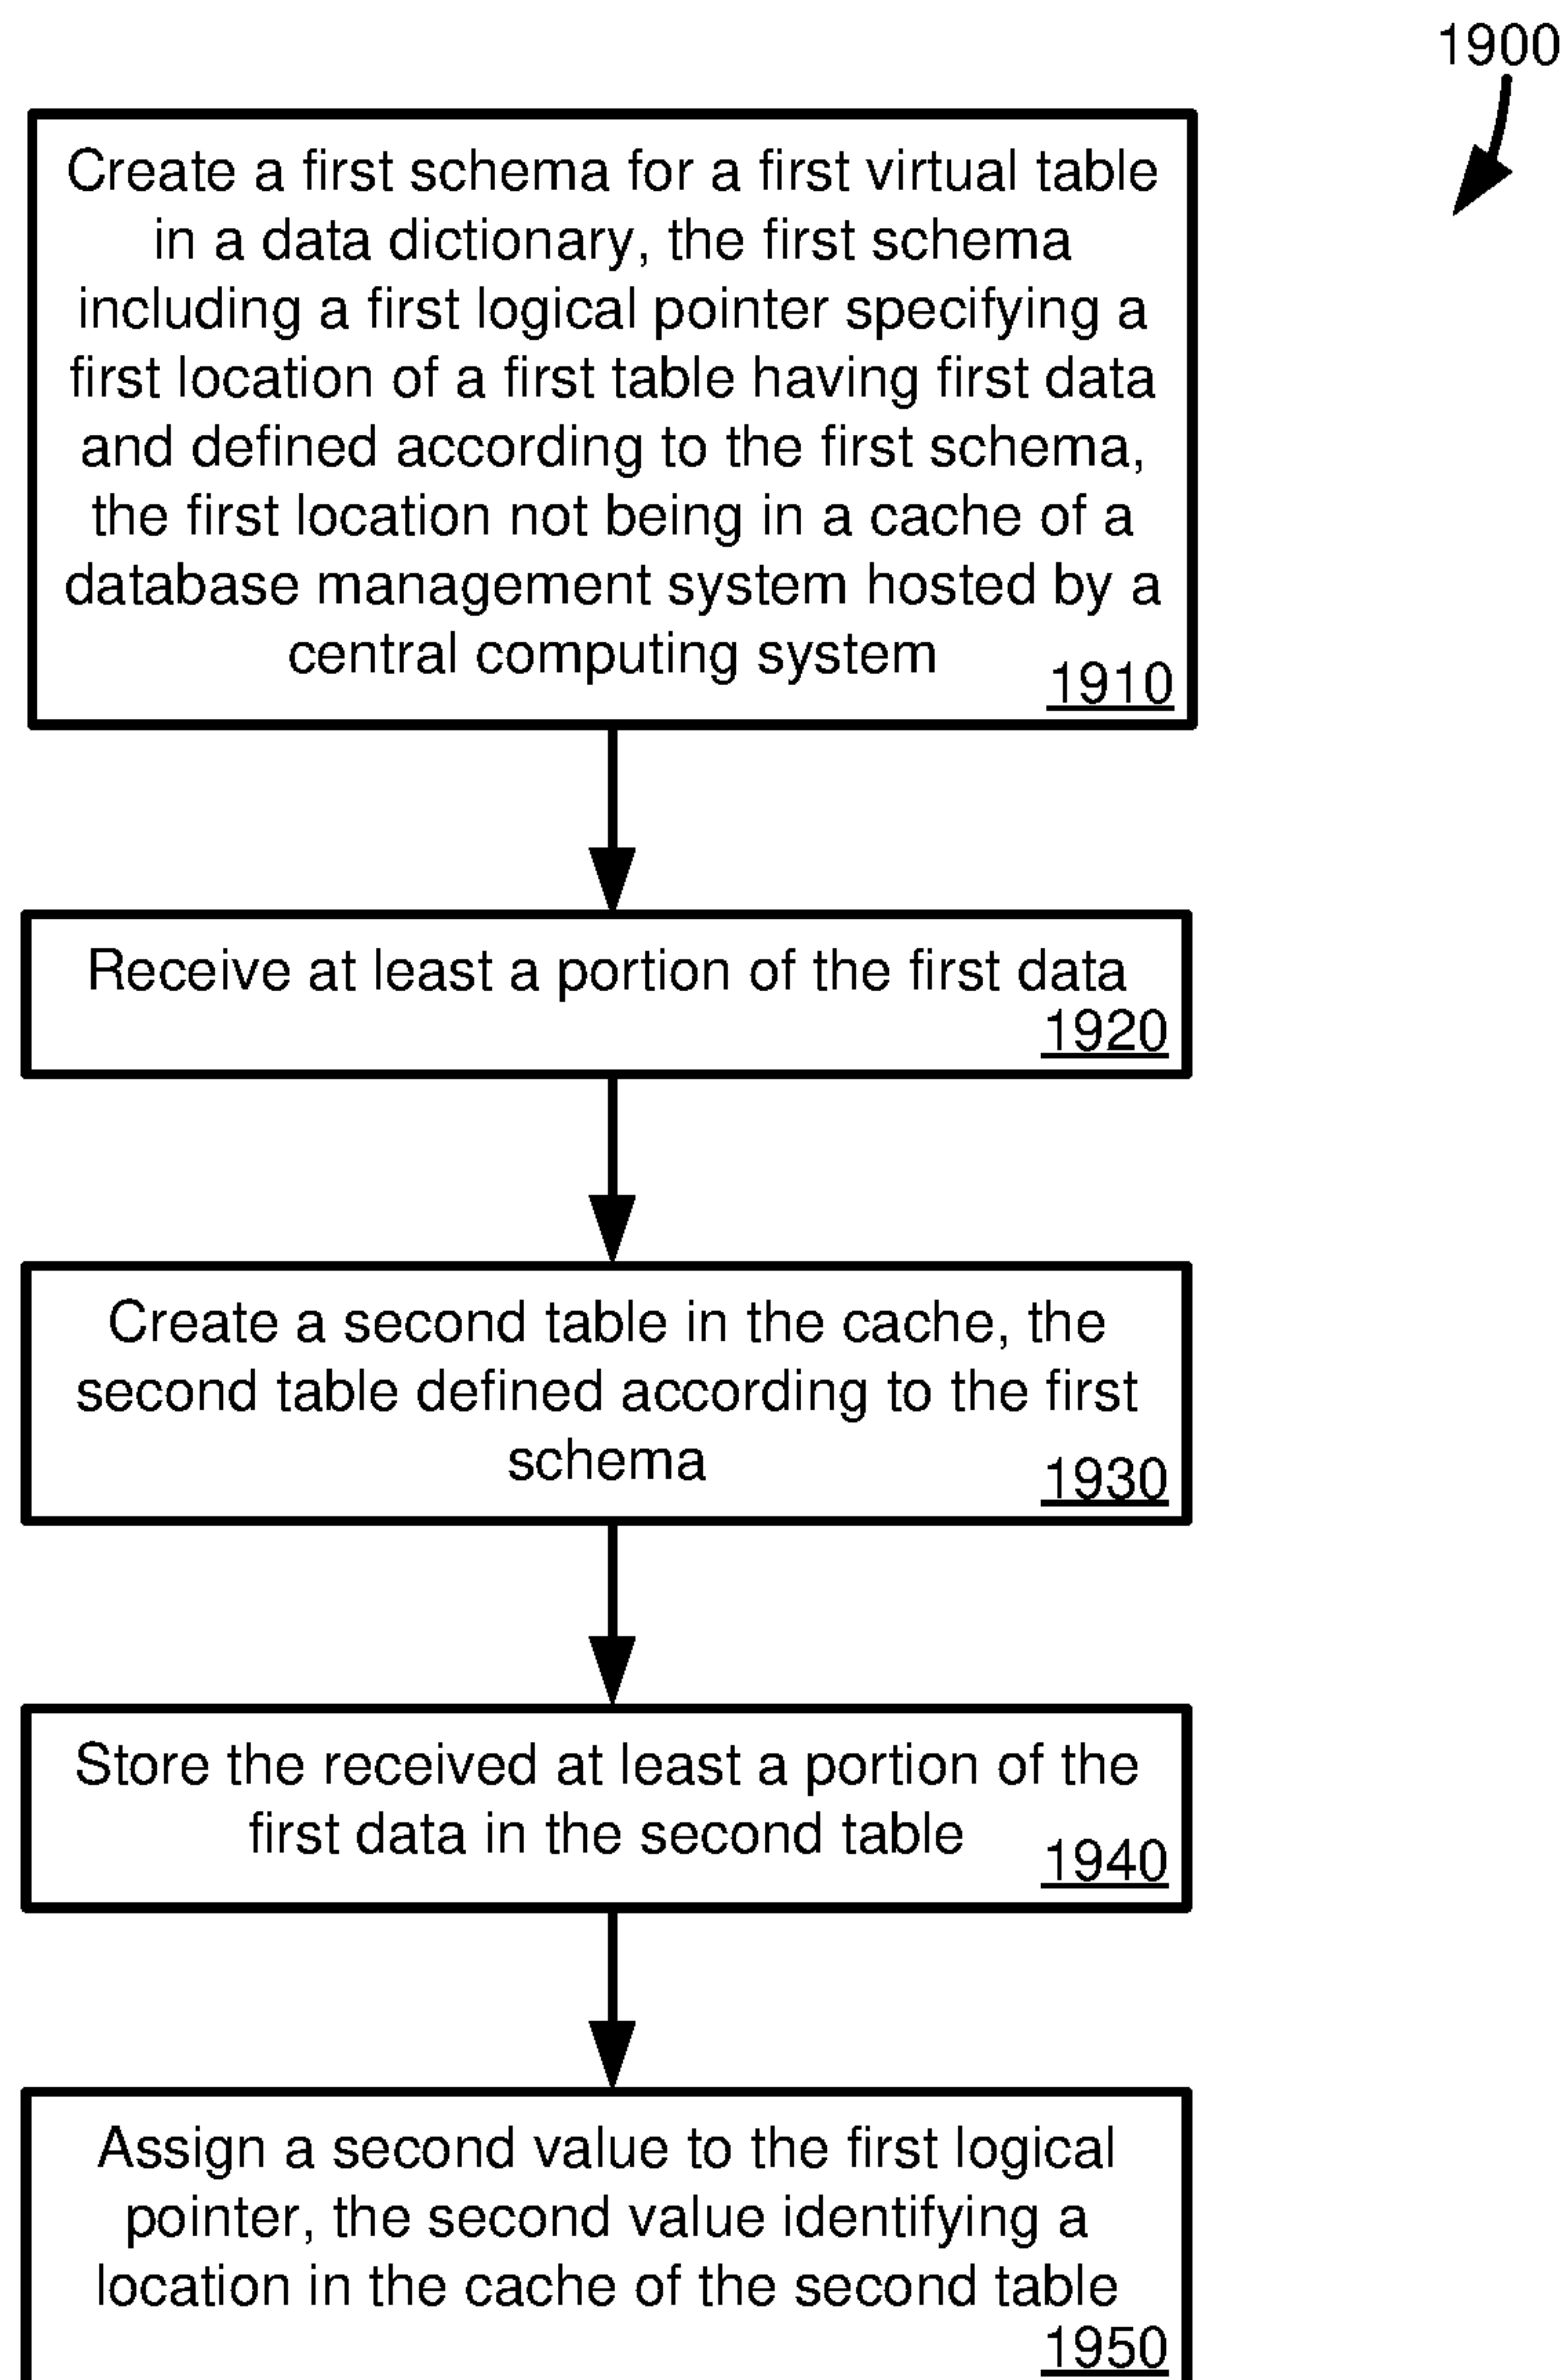 1900
Create a first schema for a first virtual table
in a data dictionary, the first schema
including a first logical pointer specifying a
first location of a first table having first data
and defined according to the first schema,
the first location not being in a cache of a
database management system hosted by a
central computing system
1910
Receive at least a portion of the first data
1920
Create a second table in the cache, the
second table defined according to the first
schema
1930
Store the received at least a portion of the
first data in the second table
1940
Assign a second value to the first logical
pointer, the second value identifying a
location in the cache of the second table
1950